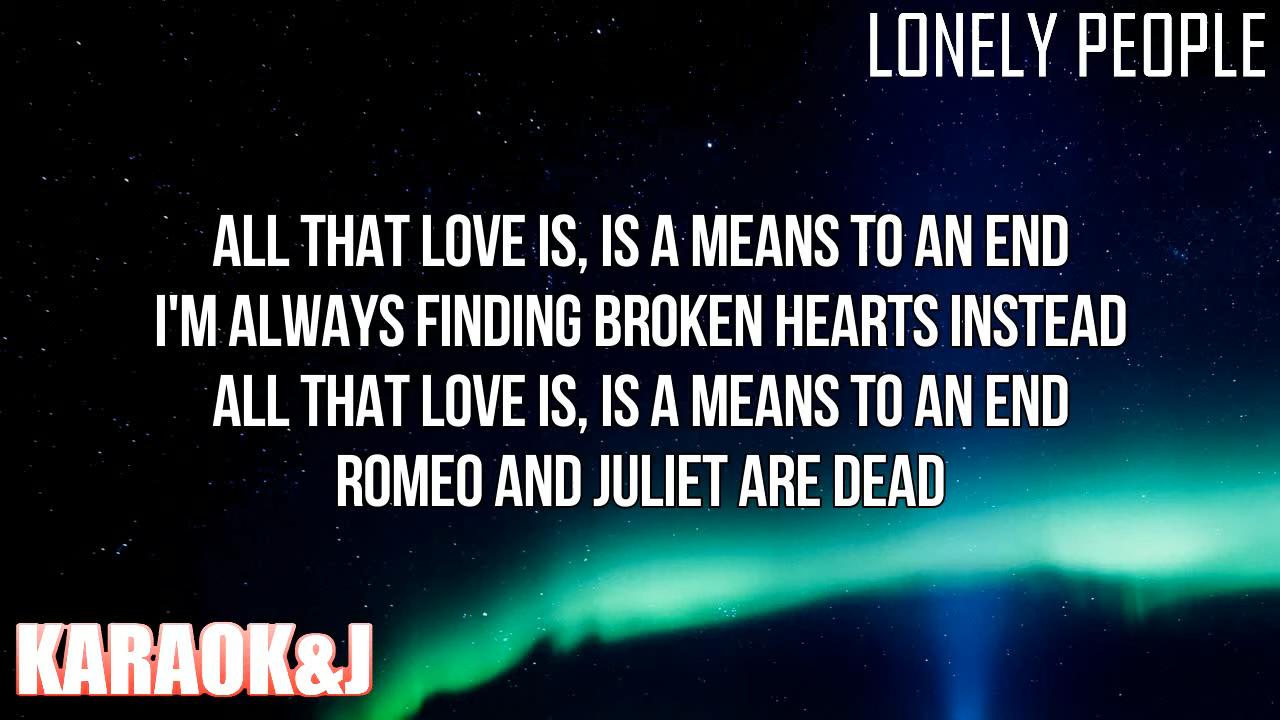 LONELY PEOPLE
ALL THAT LOVE IS, IS A MEANS TO AN END
I'M ALWAYS FINDING BROKEN HEARTS INSTEAD
ALL THAT LOVE IS, IS A MEANS TO AN END
ROMEO AND JULIET ARE DEAD
KARAOK&J